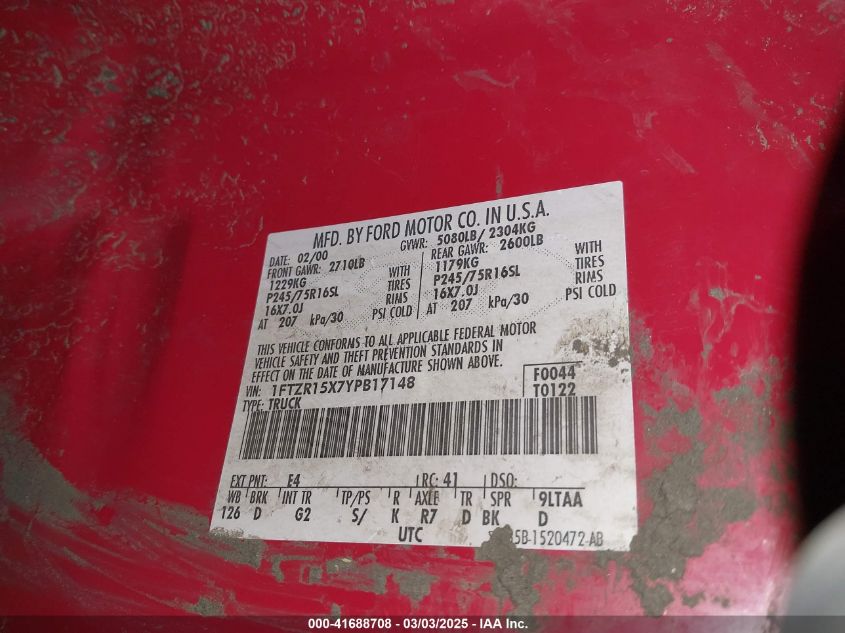 MFD. BY FORD MOTOR CO. IN U.S.A.
DATE: 02/00 GVWR: 5080LB/ 2304KG
FRONT GAWR: 2710LB REAR GAWR: 2600LB
1229KG WITH 1179KG WITH
P245/75R16SL TIRES P245/75R16SL TIRES
16X7.0J RIMS 16X7.0J RIMS
AT 207 kPa/30 PSI COLD AT 207 kPa/30 PSI COLD
THIS VEHICLE CONFORMS TO ALL APPLICABLE FEDERAL MOTOR
VEHICLE SAFETY AND THEFT PREVENTION STANDARDS IN
EFFECT ON THE DATE OF MANUFACTURE SHOWN ABOVE.
VIN: 1FTZR15X7YPB17148 F0044
TYPE: TRUCK T0122
EXT PNT: E4 RC: 41 DSO:
WB BRK INT TR TP/PS R AXLE TR SPR 9LTAA
126 D G2 S/ K R7 D BK D
UTC 5B-1520472-AB
000-41688708 - 03/03/2025 - IAA Inc.